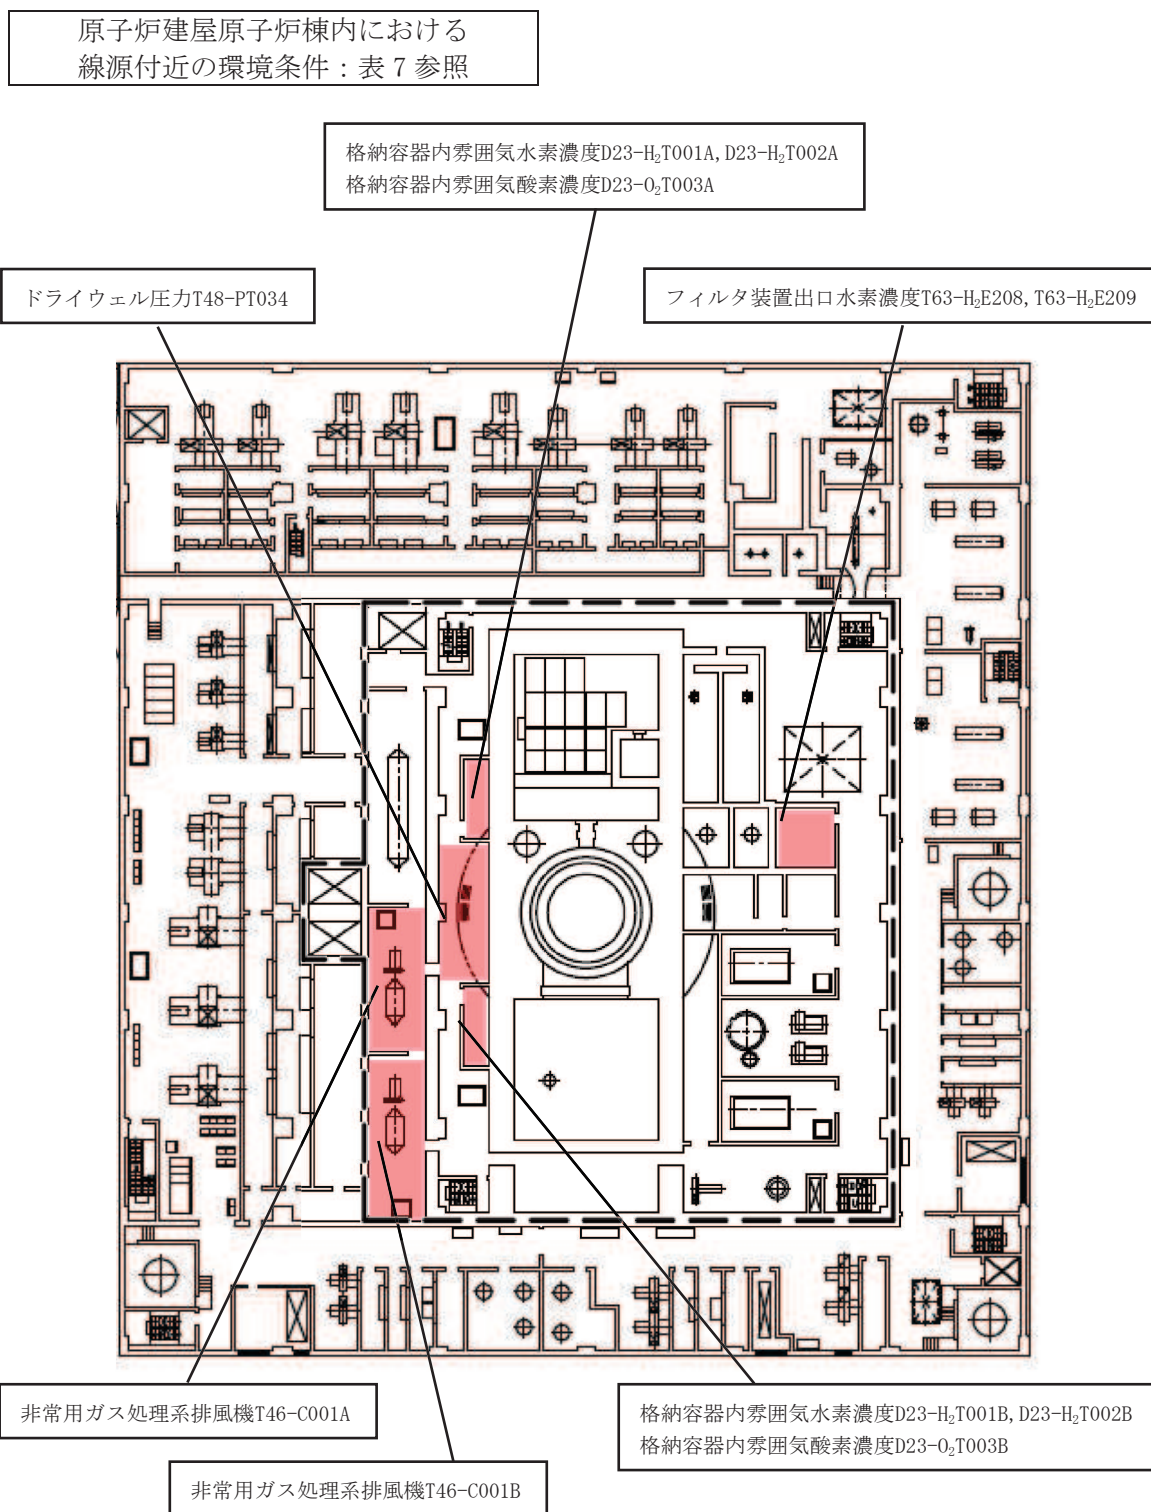 原子炉建屋原子炉棟内における
線源付近の環境条件：表７参照
格納容器内雰囲気水素濃度D23-H₂T001A, D23-H₂T002A
格納容器内雰囲気酸素濃度D23-O₂T003A
ドライウェル圧力T48-PT034
フィルタ装置出口水素濃度T63-H₂E208, T63-H₂E209
非常用ガス処理系排風機T46-C001A
格納容器内雰囲気水素濃度D23-H₂T001B, D23-H₂T002B
格納容器内雰囲気酸素濃度D23-O₂T003B
非常用ガス処理系排風機T46-C001B